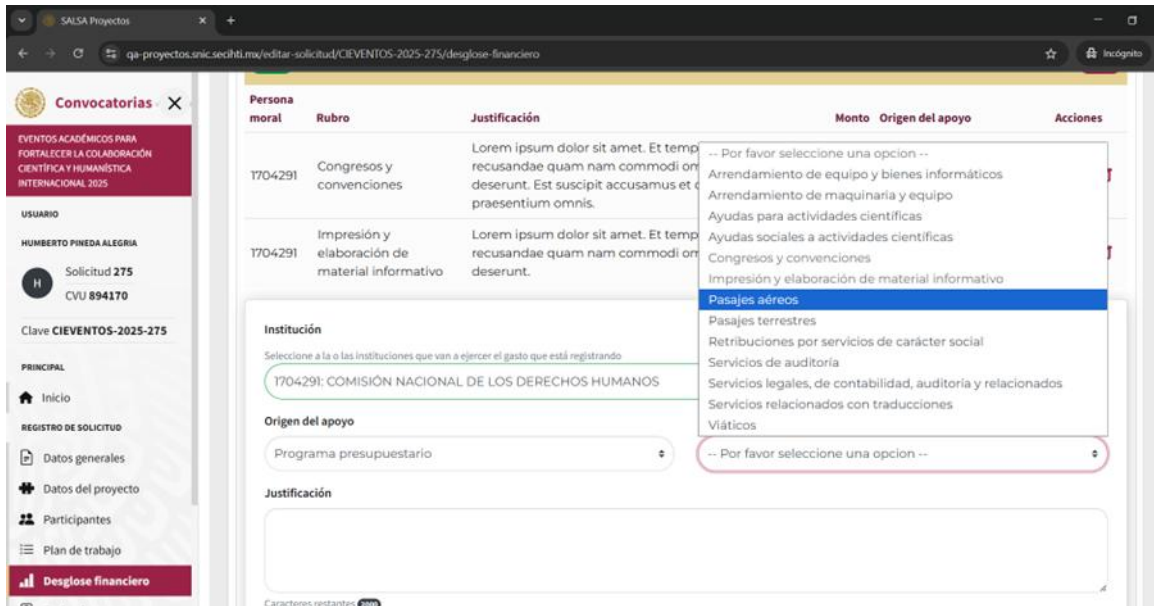 SALSA Proyectos
qa-proyectos.snic.secihti.mx/editar-solicitud/CIEVENTOS-2025-275/desglose-financiero
Incógnito
Convocatorias
EVENTOS ACADÉMICOS PARA
FORTALECER LA COLABORACIÓN
CIENTÍFICA Y HUMANÍSTICA
INTERNACIONAL 2025
USUARIO
HUMBERTO PINEDA ALEGRIA
H
Solicitud 275
CVU 894170
Clave CIEVENTOS-2025-275
PRINCIPAL
Inicio
REGISTRO DE SOLICITUD
Datos generales
Datos del proyecto
Participantes
Plan de trabajo
Desglose financiero
Persona
moral Rubro Justificación Monto Origen del apoyo Acciones
1704291
Congresos y
convenciones
Lorem ipsum dolor sit amet. Et temp
recusandae quam nam commodi
deserunt. Est suscipit accusamus et
praesentium omnis.
1704291
Impresión y
elaboración de
material informativo
Lorem ipsum dolor sit amet. Et temp
recusandae quam nam commodi
deserunt.
-- Por favor seleccione una opcion --
Arrendamiento de equipo y bienes informáticos
Arrendamiento de maquinaria y equipo
Ayudas para actividades científicas
Ayudas sociales a actividades científicas
Congresos y convenciones
Impresión y elaboración de material informativo
Pasajes aéreos
Pasajes terrestres
Retribuciones por servicios de carácter social
Servicios de auditoría
Servicios legales, de contabilidad, auditoría y relacionados
Servicios relacionados con traducciones
Viáticos
Institución
Seleccione a la o las instituciones que van a ejercer el gasto que está registrando
1704291: COMISIÓN NACIONAL DE LOS DERECHOS HUMANOS
Origen del apoyo
Programa presupuestario
-- Por favor seleccione una opcion --
Justificación
Caracteres restantes